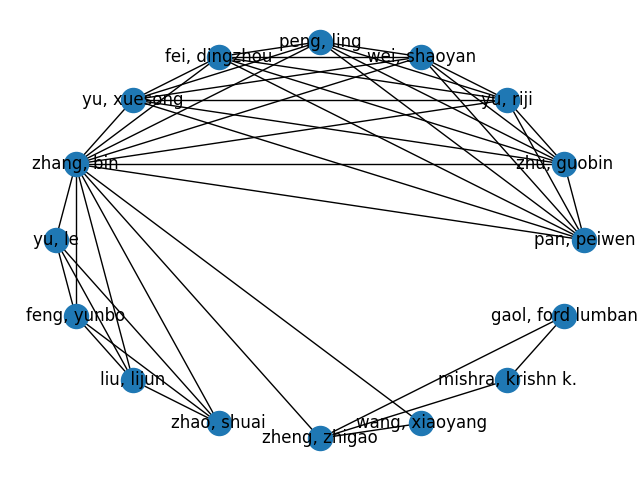 peng, ling
fei, dingzhou
wei, shaoyan
yu, xuesong
yu, riji
zhang, bin
zhu, guobin
yu, le
pan, peiwen
feng, yunbo
gaol, ford lumban
liu, lijun
mishra, krishn k.
zhao, shuai
wang, xiaoyang
zheng, zhigao